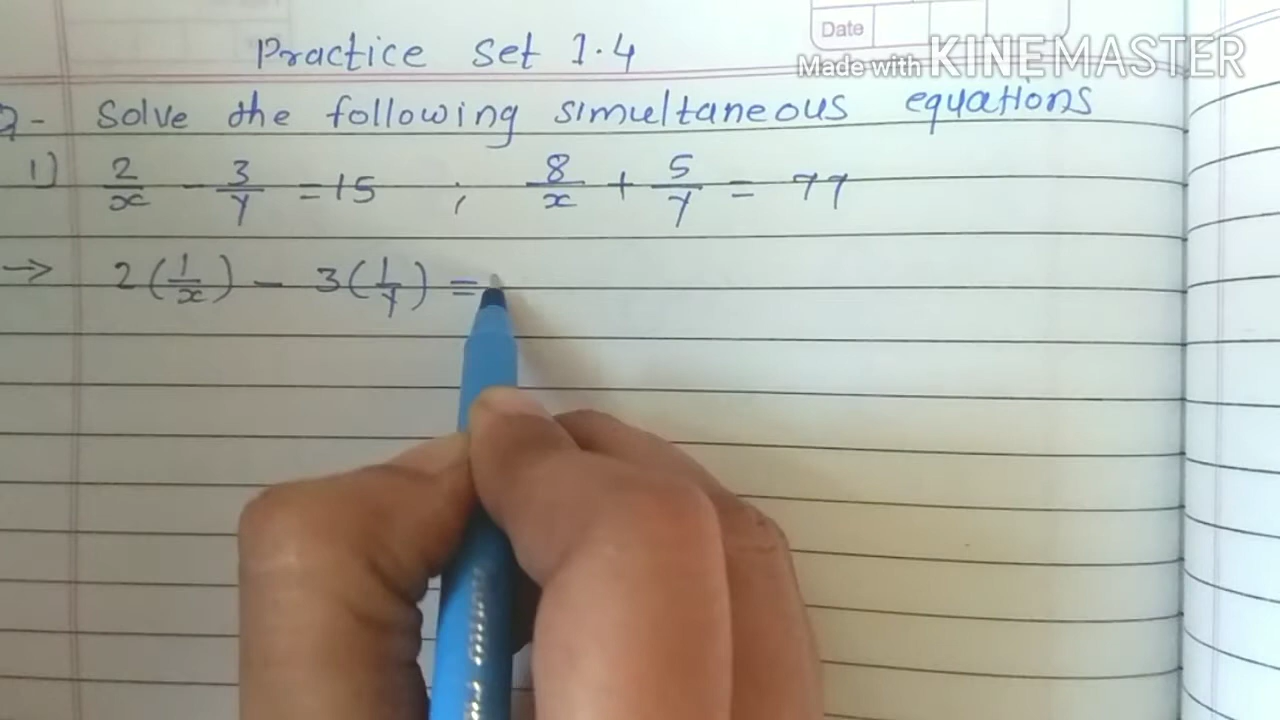 Date
Made with KINEMASTER
Practice Set 1.4
Q- Solve the following simultaneous equations
1) 2/x - 3/y = 15 ; 8/x + 5/y = 77
→ 2(1/x) - 3(1/y) =